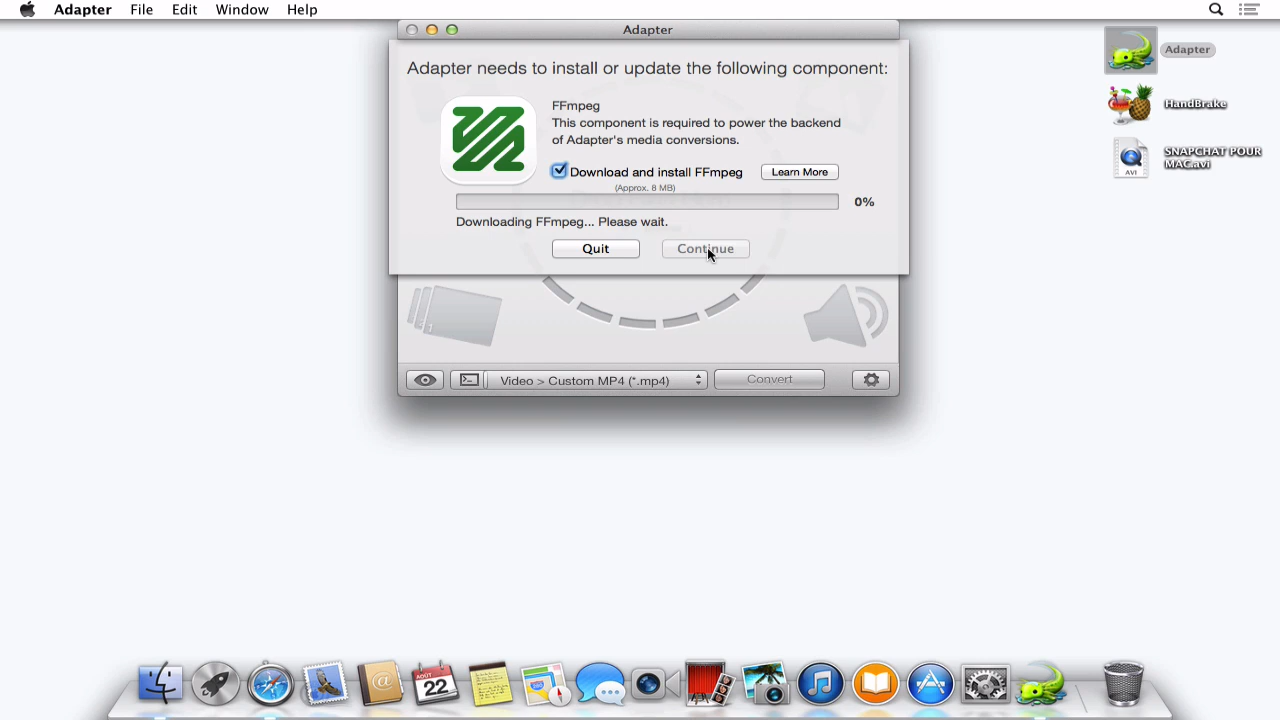 Adapter File Edit Window Help
Adapter
Adapter needs to install or update the following component:
FFmpeg
This component is required to power the backend
of Adapter's media conversions.
Download and install FFmpeg Learn More
(Approx. 8 MB)
0%
Downloading FFmpeg... Please wait.
Quit Continue
Video > Custom MP4 (*.mp4) Convert
Adapter
HandBrake
AVI
SNAPCHAT POUR
MAC.avi
AOÛT
22